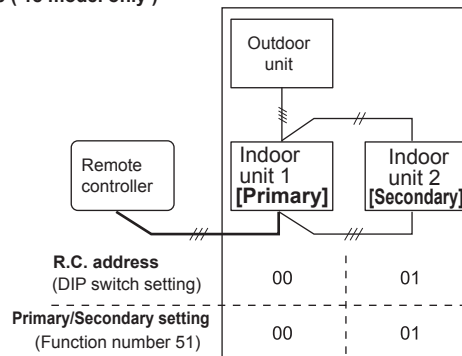 model only )
Outdoor
unit
Remote
controller
Indoor
unit 1
[Primary]
Indoor
unit 2
[Secondary]
R.C. address
(DIP switch setting)
00
01
Primary/Secondary setting
(Function number 51)
00
01